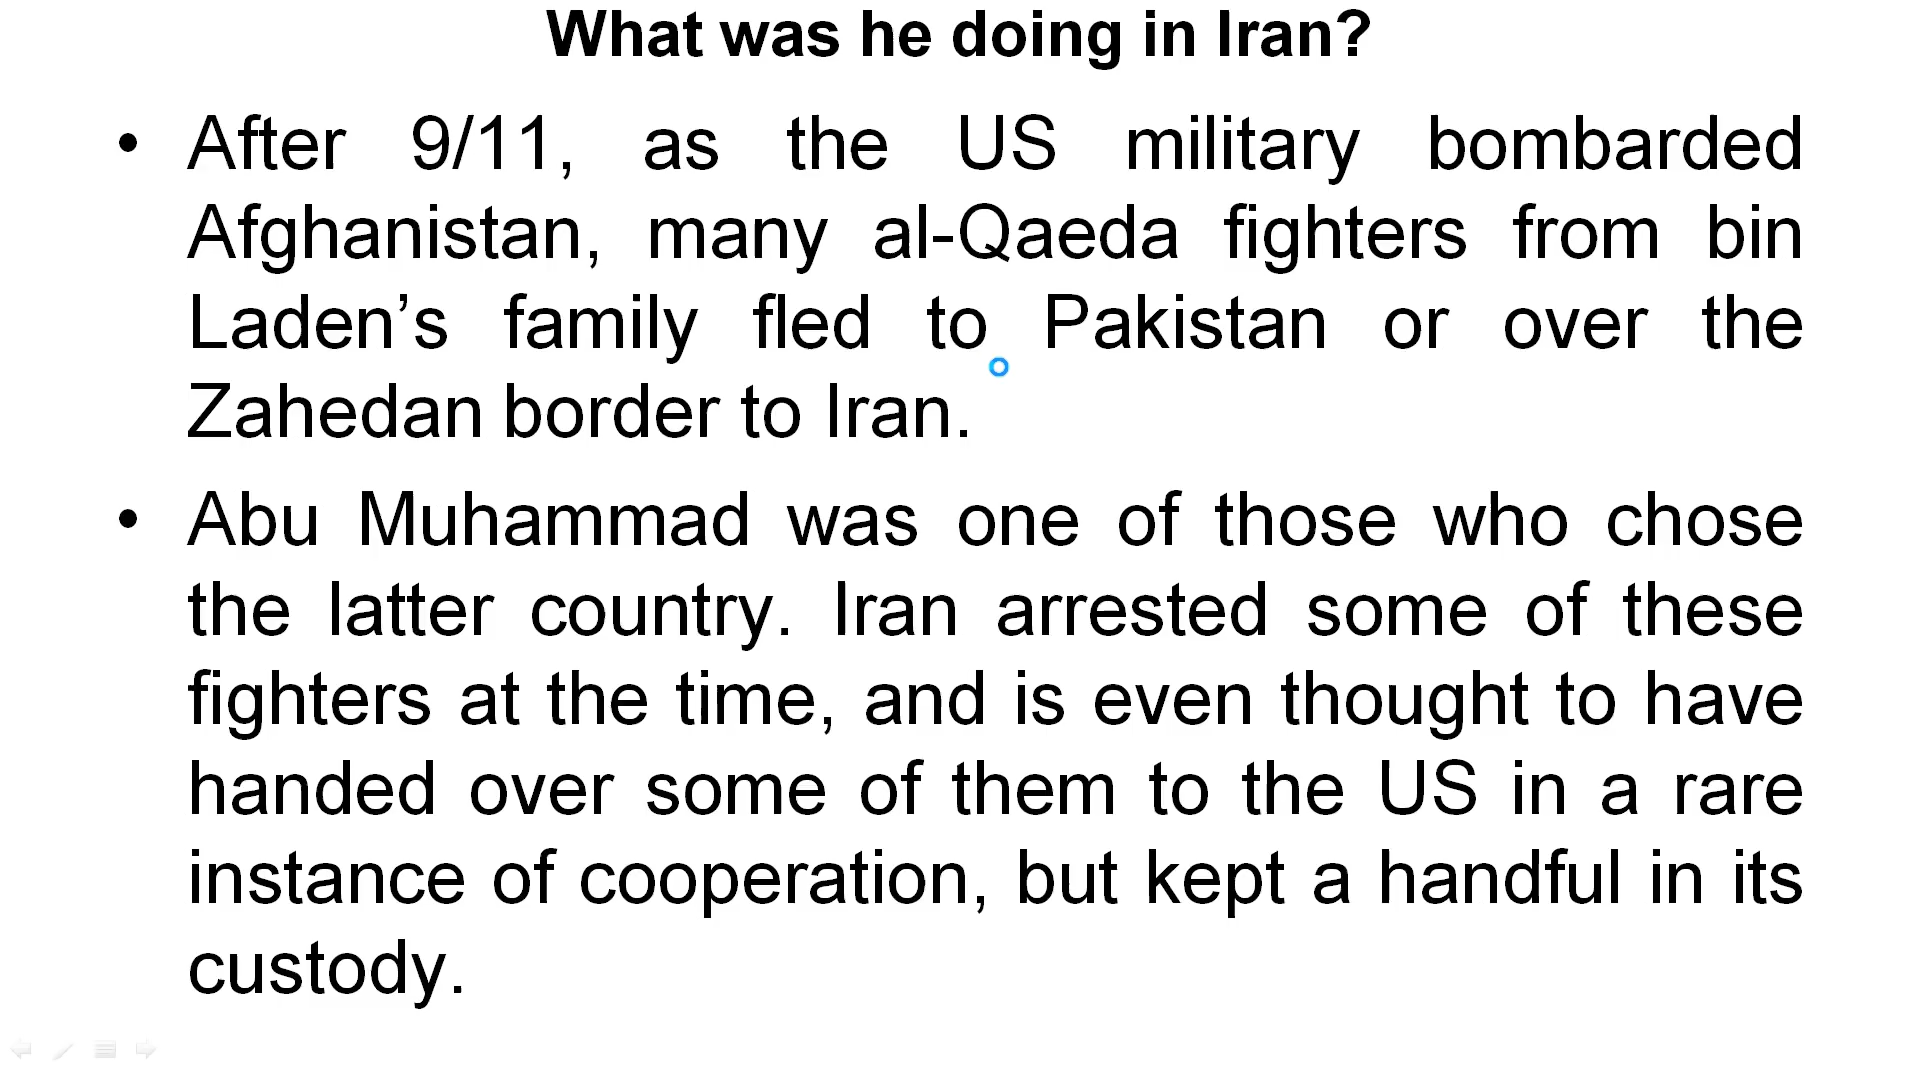 What was he doing in Iran?
• After 9/11, as the US military bombarded
Afghanistan, many al-Qaeda fighters from bin
Laden’s family fled to Pakistan or over the
Zahedan border to Iran.
• Abu Muhammad was one of those who chose
the latter country. Iran arrested some of these
fighters at the time, and is even thought to have
handed over some of them to the US in a rare
instance of cooperation, but kept a handful in its
custody.